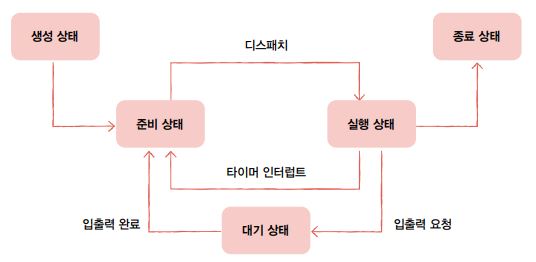 생성 상태
종료 상태
디스패치
준비 상태
실행 상태
타이머 인터럽트
입출력 완료
대기 상태
입출력 요청